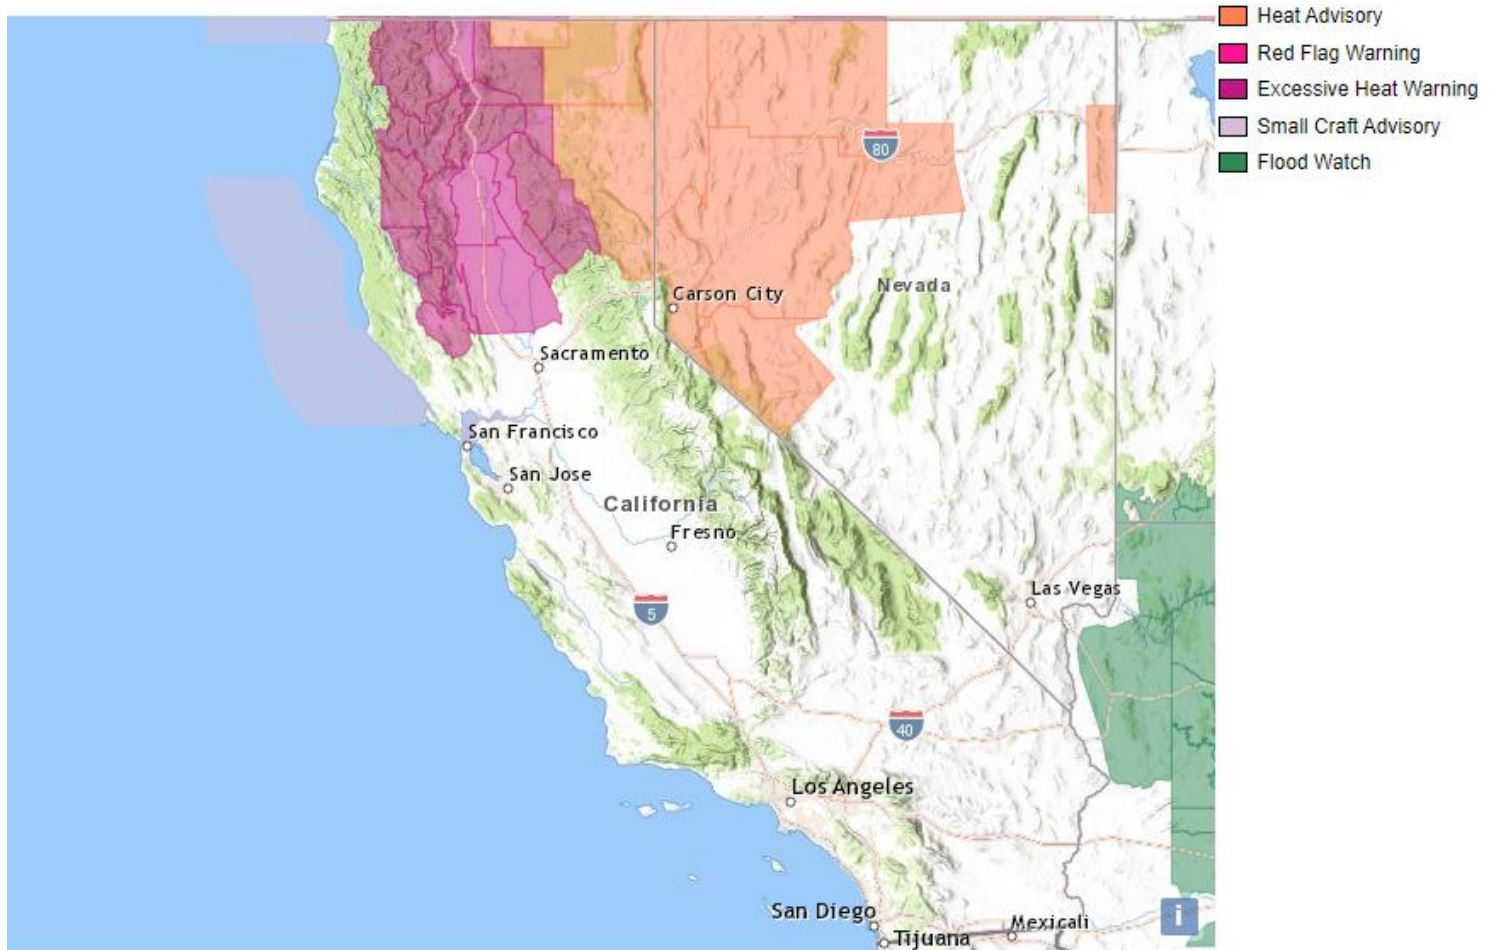 Heat Advisory
Red Flag Warning
Excessive Heat Warning
Small Craft Advisory
Flood Watch
80
Nevada
Carson City
Sacramento
San Francisco
San Jose
California
Fresno
Las Vegas
5
40
Los Angeles
San Diego
Mexicali
Tijuana
i